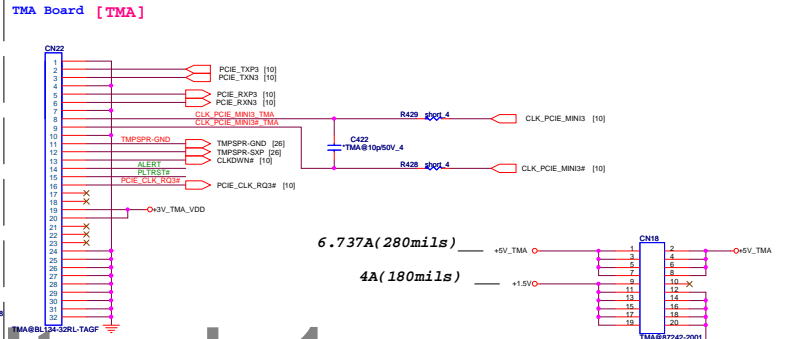 TMA Board [TMA]
CN22
1
2 PCIE_TXP3 [10]
3 PCIE_TXN3 [10]
4
5 PCIE_RXP3 [10]
6 PCIE_RXN3 [10]
7
8 CLK_PCIE_MINI3_TMA R429 short_4 CLK_PCIE_MINI3 [10]
9 CLK_PCIE_MINI3#_TMA
10
C422
*TMA@10p/50V_4
11 TMPSPR-GND TMPSPR-GND [26]
12 TMPSPR-SXP [26]
13 CLKDWN# [10]
14 ALERT
R428 short_4 CLK_PCIE_MINI3# [10]
15 PLTRST#
16 PCIE_CLK_RQ3# PCIE_CLK_RQ3# [10]
17
18
19 +3V_TMA_VDD
20
21
22
23
24
25
26
27
28
29
30
31
32
TMA@BL134-32RL-TAGF
CN18
6.737A(280mils) +5V_TMA 1 2 +5V_TMA
3 4
5 6
7 8
4A(180mils) +1.5V 9 10
11 12
13 14
15 16
17 18
19 20
TMA@87242-2001